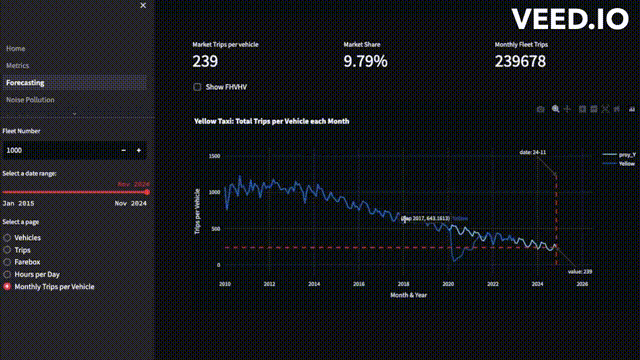 VEED.IO
×
Home
Metrics
Forecasting
Noise Pollution
Fleet Number
1000
− +
Select a date range:
Nov 2024
Jan 2015 Nov 2024
Select a page
Vehicles
Trips
Farebox
Hours per Day
Monthly Trips per Vehicle
Market Trips per vehicle
239
Market Share
9.79%
Monthly Fleet Trips
239678
Show FHVHV
Yellow Taxi: Total Trips per Vehicle each Month
date: 24-11
proy_Y
Yellow
1500
1000
500
0
Trips per Vehicle
2017, 643.1613) Yellow
value: 239
2010 2012 2014 2016 2018 2020 2022 2024 2026
Month & Year